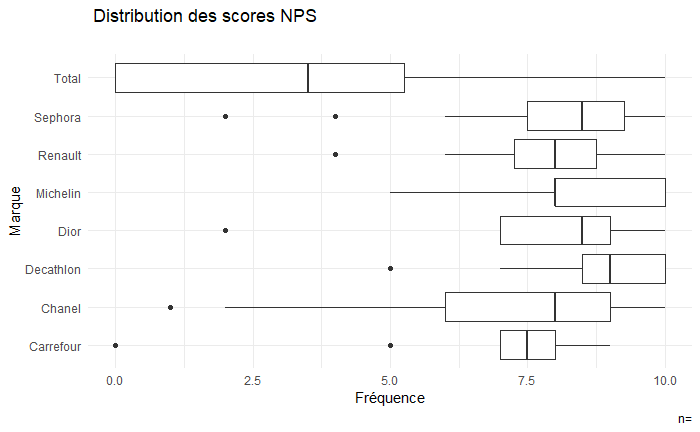 Distribution des scores NPS
Marque
Total
Sephora
Renault
Michelin
Dior
Decathlon
Chanel
Carrefour
0.0 2.5 5.0 7.5 10.0
Fréquence
n=